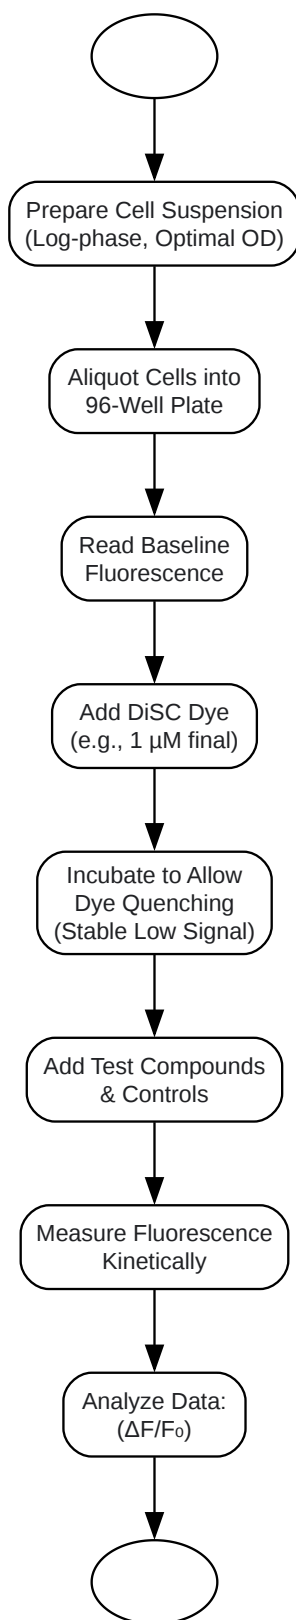 Prepare Cell Suspension
(Log-phase, Optimal OD)
Aliquot Cells into
96-Well Plate
Read Baseline
Fluorescence
Add DiSC Dye
(e.g., 1 µM final)
Incubate to Allow
Dye Quenching
(Stable Low Signal)
Add Test Compounds
& Controls
Measure Fluorescence
Kinetically
Analyze Data:
(ΔF/F₀)